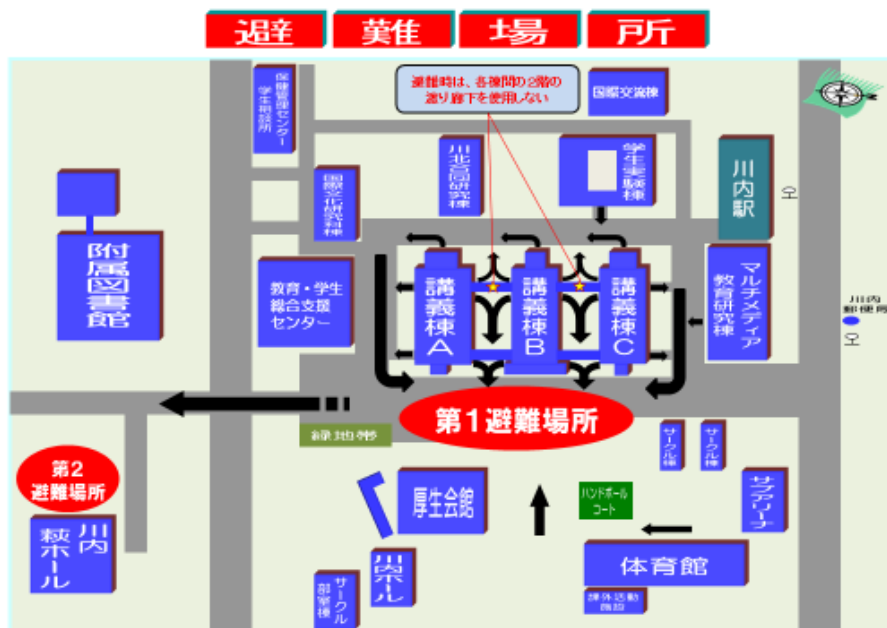 避難場所
避難時は、各棟間の2階の
渡り廊下を使用しない
国際交流棟
保健管理センター
学生相談所
川北合同研究棟
学生実験棟
川内駅
国際文化研究科棟
附属図書館
教育・学生
総合支援
センター
講義棟A
講義棟B
講義棟C
マルチメディア
教育研究棟
川内
郵便局
第1避難場所
緑地帯
第2
避難場所
川内
萩ホール
厚生会館
川内ホール
サークル
部室棟
ハンドボール
コート
サークル棟
サークル棟
サブアリーナ
体育館
課外活動
施設